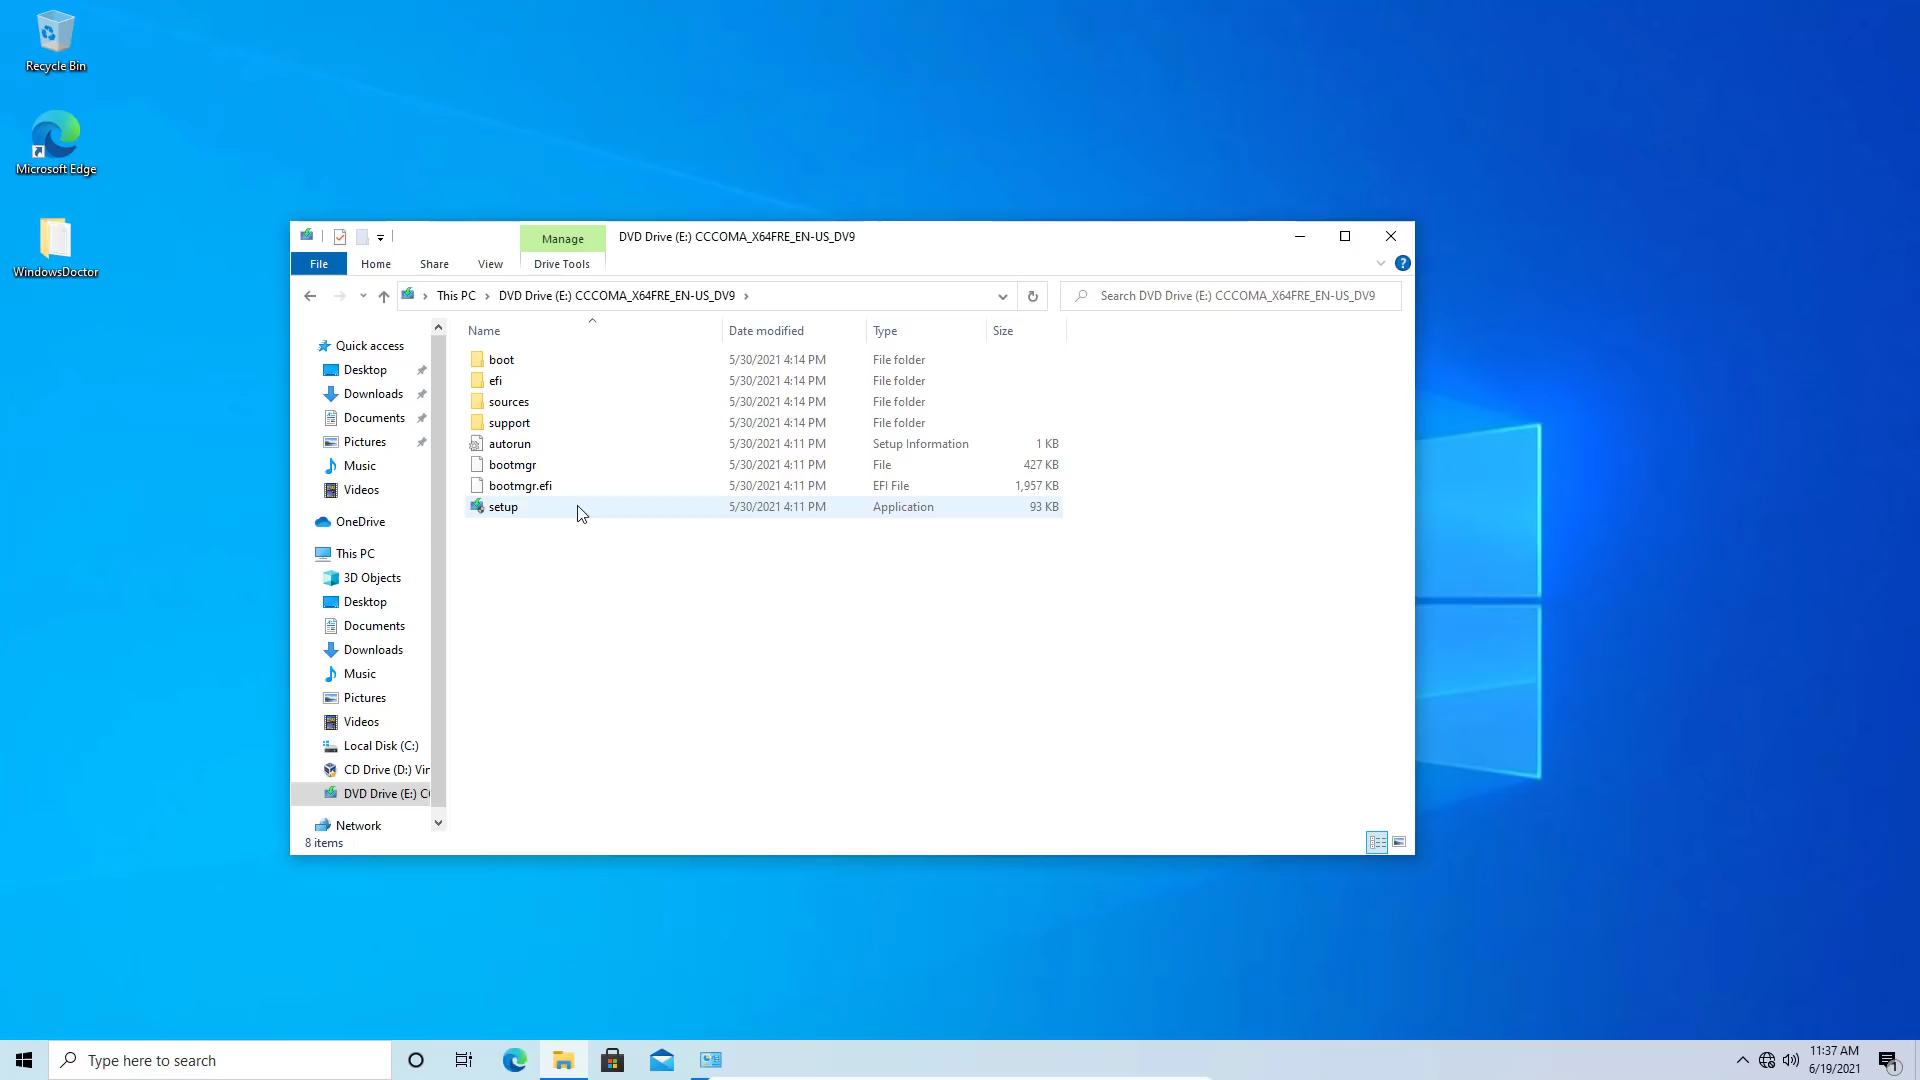 Recycle Bin
Microsoft Edge
WindowsDoctor
Manage
DVD Drive (E:) CCCOMA_X64FRE_EN-US_DV9
File
Home
Share
View
Drive Tools
This PC
DVD Drive (E:) CCCOMA_X64FRE_EN-US_DV9
Search DVD Drive (E:) CCCOMA_X64FRE_EN-US_DV9
Quick access
Desktop
Downloads
Documents
Pictures
Music
Videos
OneDrive
This PC
3D Objects
Desktop
Documents
Downloads
Music
Pictures
Videos
Local Disk (C:)
CD Drive (D:) Vir
DVD Drive (E:) CC
Network
Name Date modified Type Size
boot 5/30/2021 4:14 PM File folder
efi 5/30/2021 4:14 PM File folder
sources 5/30/2021 4:14 PM File folder
support 5/30/2021 4:14 PM File folder
autorun 5/30/2021 4:11 PM Setup Information 1 KB
bootmgr 5/30/2021 4:11 PM File 427 KB
bootmgr.efi 5/30/2021 4:11 PM EFI File 1,957 KB
setup 5/30/2021 4:11 PM Application 93 KB
8 items
Type here to search
11:37 AM
6/19/2021
1